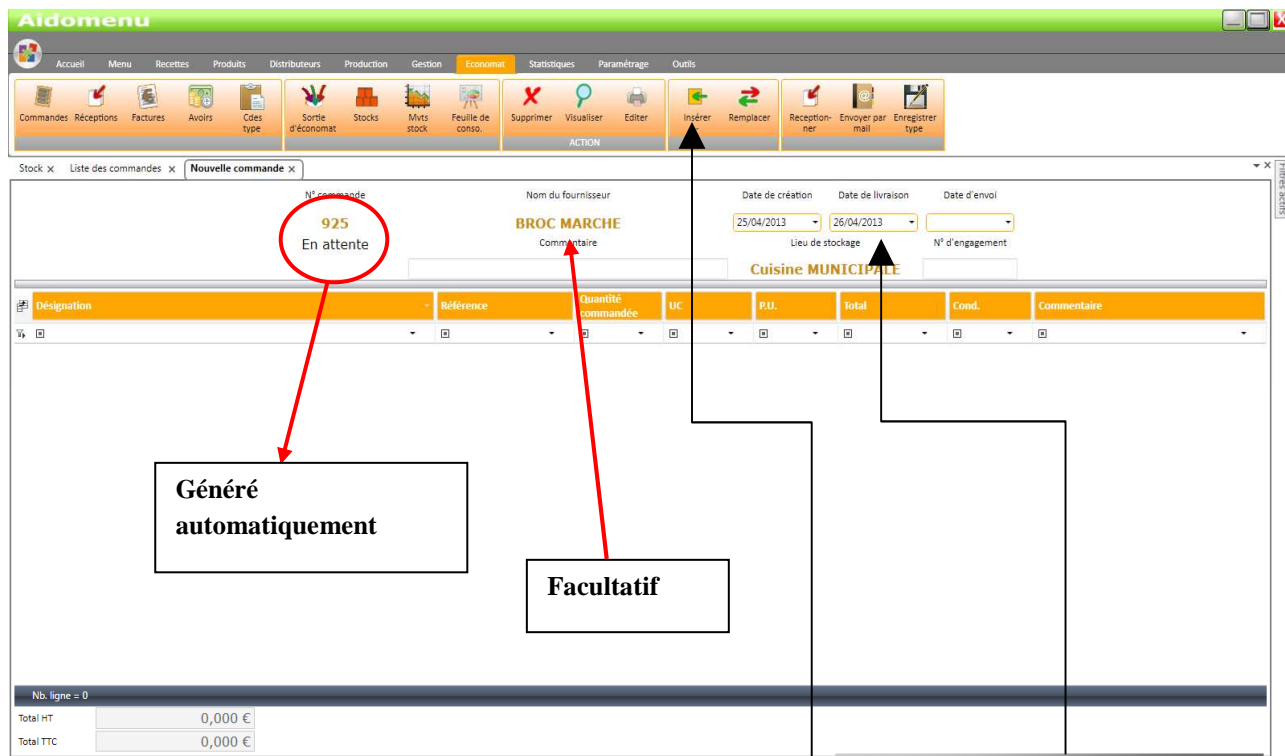 Aidomenu
Accueil Menu Recettes Produits Distributeurs Production Gestion Economat Statistiques Paramétrage Outils
Commandes Réceptions Factures Avoirs Cdes type Sortie d'économat Stocks Mvts stock Feuille de conso. Supprimer Visualiser Editer Insérer Remplacer Reception-ner Envoyer par mail Enregistrer type
ACTION
Stock x Liste des commandes x Nouvelle commande x
Filtres actifs
N° commande Nom du fournisseur Date de création Date de livraison Date d'envoi
925 BROC MARCHE 25/04/2013 26/04/2013
En attente Commentaire Lieu de stockage N° d'engagement
Cuisine MUNICIPALE
Désignation Référence Quantité commandée UC P.U. Total Cond. Commentaire
Généré
automatiquement
Facultatif
Nb. ligne = 0
Total HT 0,000 €
Total TTC 0,000 €